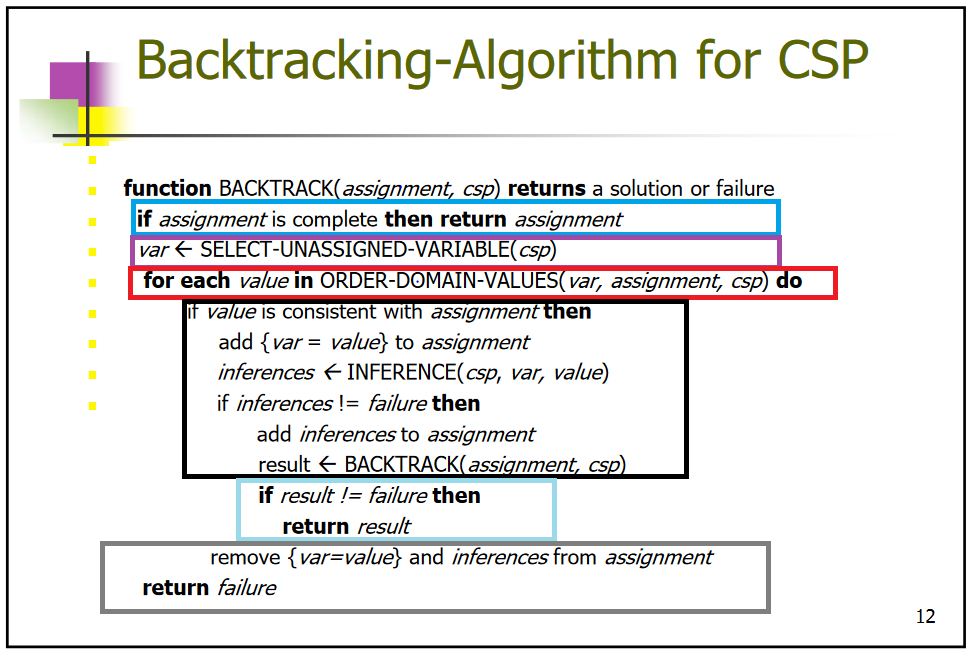 Backtracking-Algorithm for CSP
function BACKTRACK(assignment, csp) returns a solution or failure
if assignment is complete then return assignment
var ← SELECT-UNASSIGNED-VARIABLE(csp)
for each value in ORDER-DOMAIN-VALUES(var, assignment, csp) do
if value is consistent with assignment then
add {var = value} to assignment
inferences ← INFERENCE(csp, var, value)
if inferences != failure then
add inferences to assignment
result ← BACKTRACK(assignment, csp)
if result != failure then
return result
remove {var=value} and inferences from assignment
return failure
12